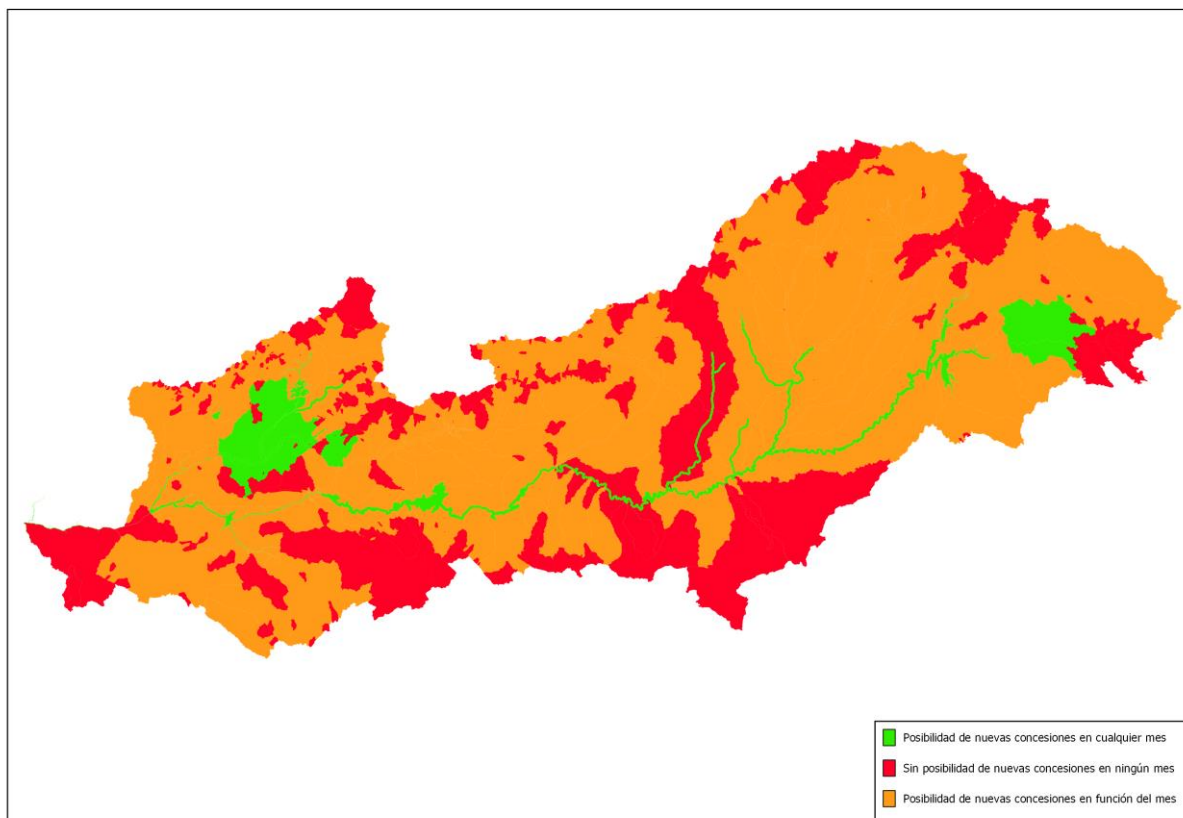 Posibilidad de nuevas concesiones en cualquier mes
Sin posibilidad de nuevas concesiones en ningún mes
Posibilidad de nuevas concesiones en función del mes